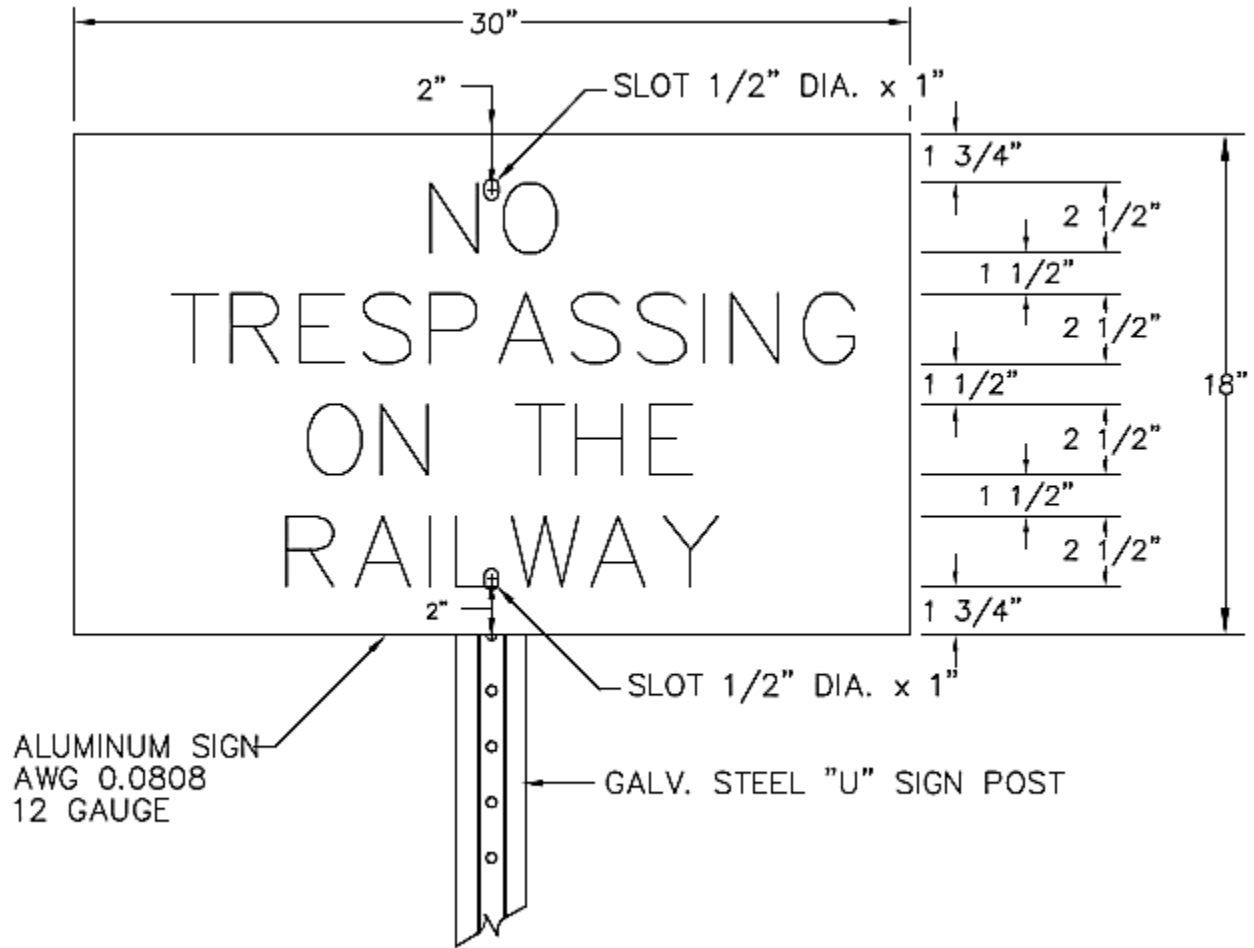 30"
2"
SLOT 1/2" DIA. x 1"
1 3/4"
2 1/2"
1 1/2"
2 1/2"
1 1/2"
18"
2 1/2"
1 1/2"
2 1/2"
1 3/4"
NO
TRESPASSING
ON THE
RAILWAY
2"
SLOT 1/2" DIA. x 1"
ALUMINUM SIGN
AWG 0.0808
12 GAUGE
GALV. STEEL "U" SIGN POST